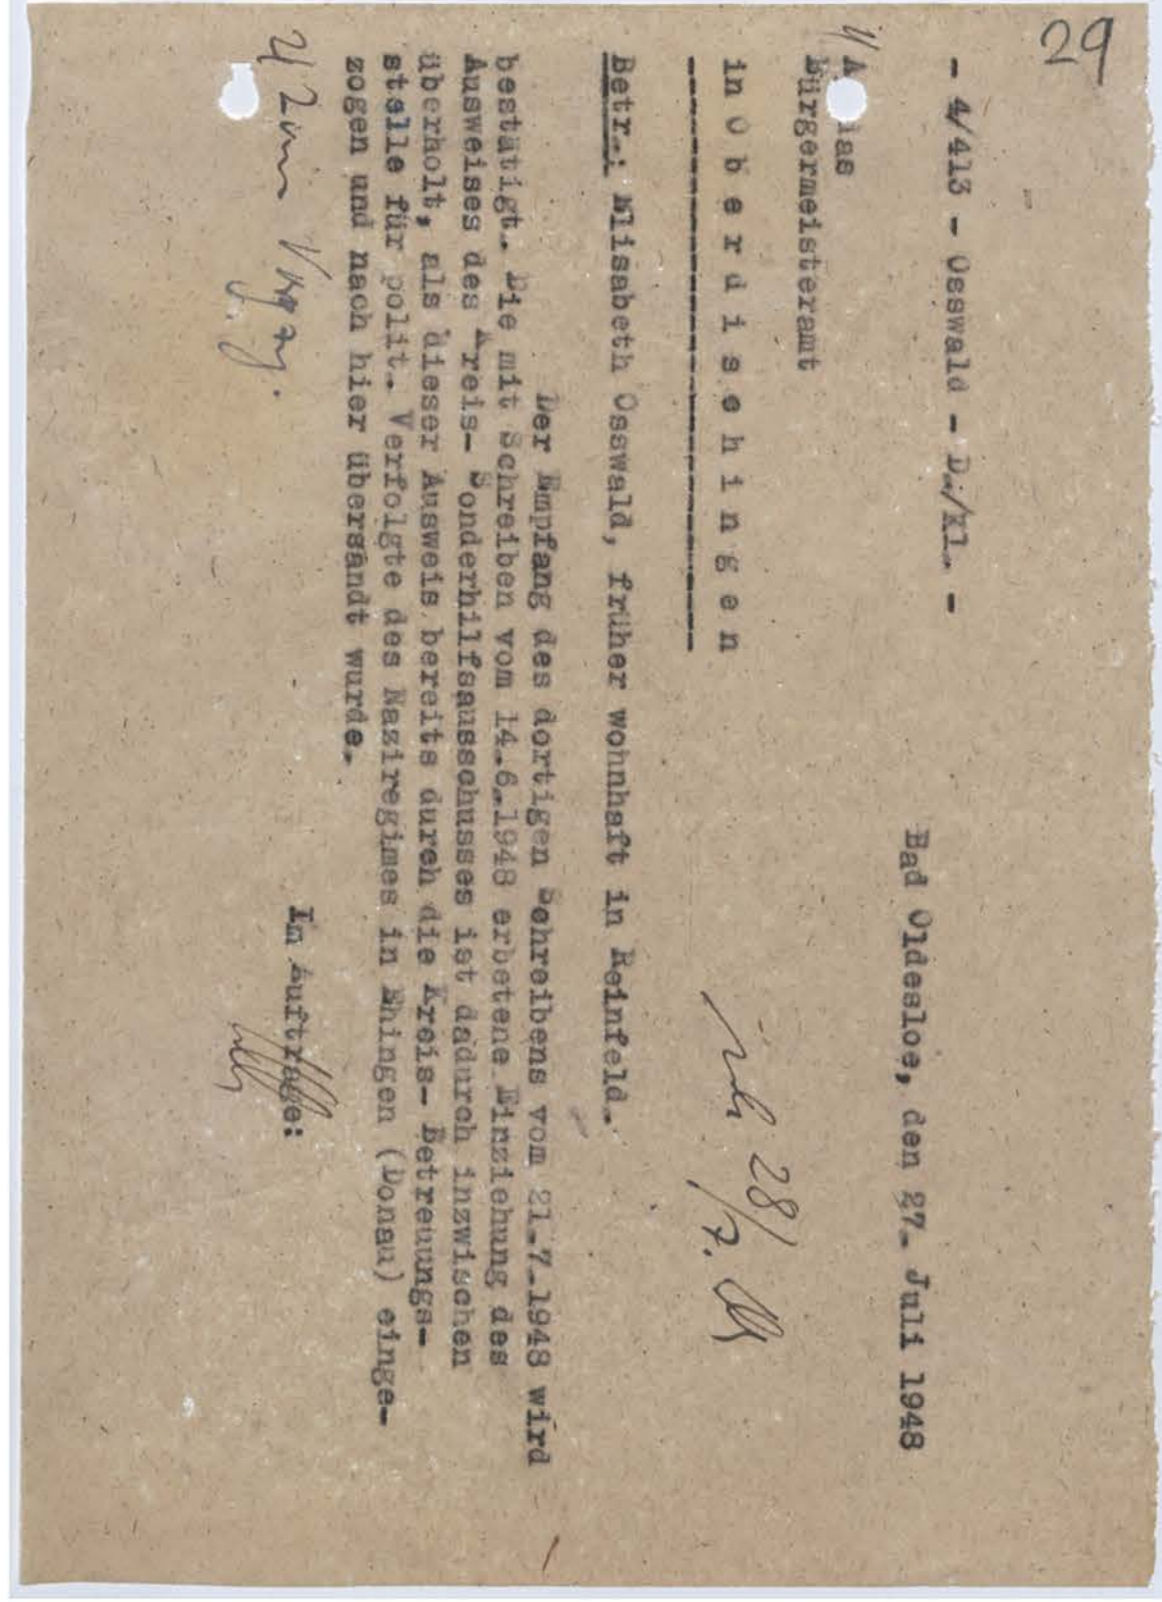 29
- 4/413 - Osswald - D./Kl. -
Bad Oldesloe, den 27. Juli 1948
1/ A das
Bürgermeisteramt
in O b e r d i s c h i n g e n
28/7.
Betr.: Elisabeth Osswald, früher wohnhaft in Reinfeld.
Der Empfang des dortigen Schreibens vom 21.7.1948 wird
bestätigt. Die mit Schreiben vom 14.6.1948 erbetene Einziehung des
Ausweises des Kreis- Sonderhilfsausschusses ist dadurch inzwischen
überholt, als dieser Ausweis bereits durch die Kreis- Betreuungs-
stelle für polit. Verfolgte des Naziregimes in Ehingen (Donau) einge-
zogen und nach hier übersandt wurde.
Im Auftrage:
2/ Zum Vorgang.